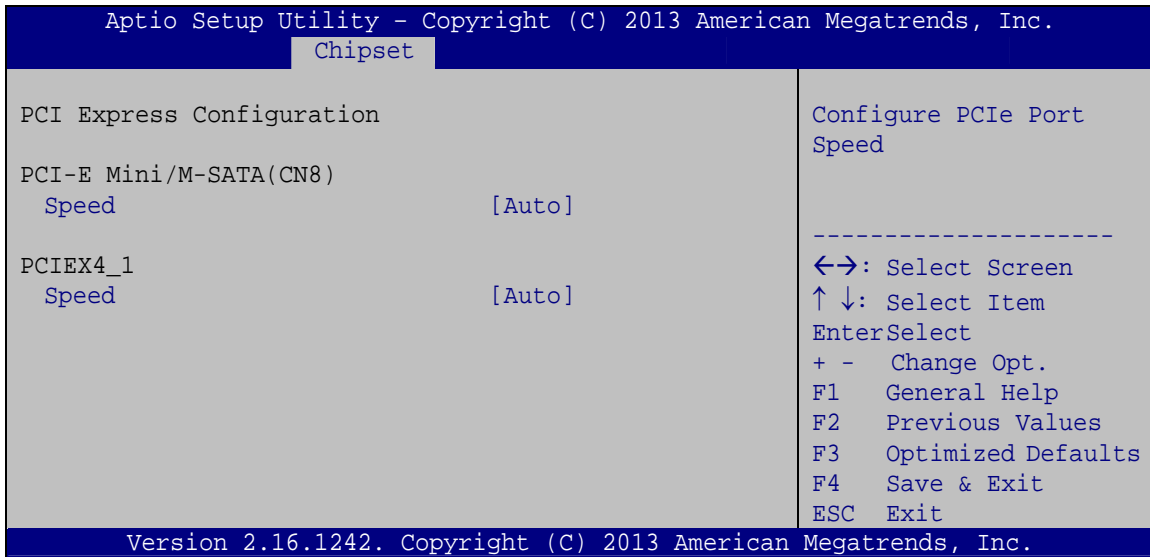 Aptio Setup Utility – Copyright (C) 2013 American Megatrends, Inc.
Chipset
PCI Express Configuration
PCI-E Mini/M-SATA(CN8)
Speed [Auto]
PCIEX4_1
Speed [Auto]
Configure PCIe Port
Speed
---------------------
←→: Select Screen
↑ ↓: Select Item
EnterSelect
+ - Change Opt.
F1 General Help
F2 Previous Values
F3 Optimized Defaults
F4 Save & Exit
ESC Exit
Version 2.16.1242. Copyright (C) 2013 American Megatrends, Inc.